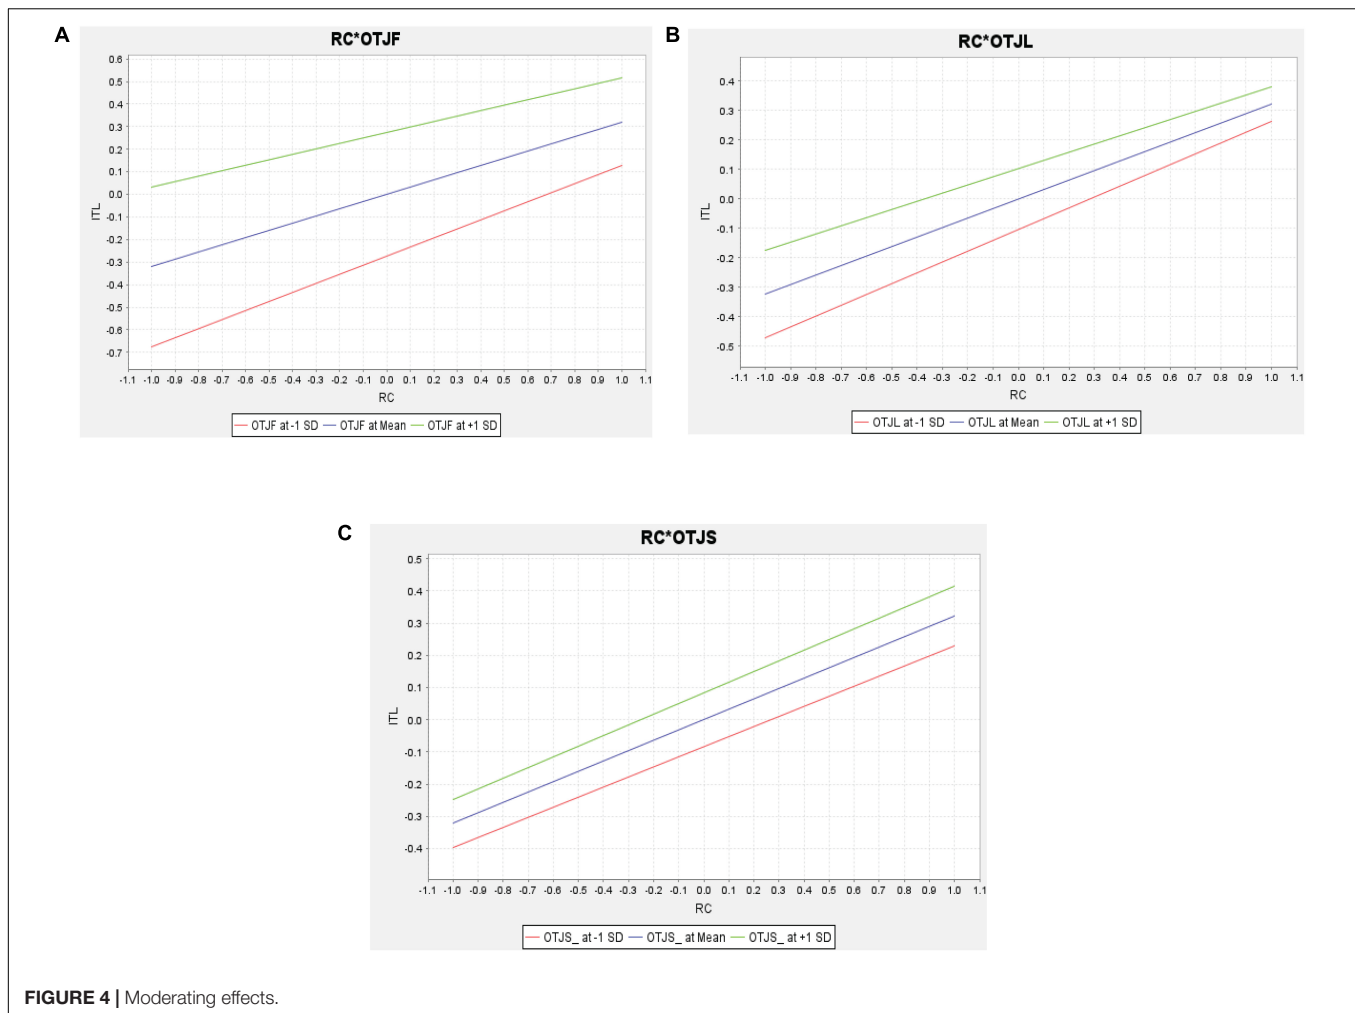 A
RC*OTJF
0.6
0.5
0.4
0.3
0.2
0.1
0.0
-0.1
-0.2
-0.3
-0.4
-0.5
-0.6
-0.7
ITL
-1.1 -1.0 -0.9 -0.8 -0.7 -0.6 -0.5 -0.4 -0.3 -0.2 -0.1 0.0 0.1 0.2 0.3 0.4 0.5 0.6 0.7 0.8 0.9 1.0 1.1
RC
OTJF at -1 SD OTJF at Mean OTJF at +1 SD
B
RC*OTJL
0.4
0.3
0.2
0.1
0.0
-0.1
-0.2
-0.3
-0.4
-0.5
ITL
-1.1 -1.0 -0.9 -0.8 -0.7 -0.6 -0.5 -0.4 -0.3 -0.2 -0.1 0.0 0.1 0.2 0.3 0.4 0.5 0.6 0.7 0.8 0.9 1.0 1.1
RC
OTJL at -1 SD OTJL at Mean OTJL at +1 SD
C
RC*OTJS
0.5
0.4
0.3
0.2
0.1
0.0
-0.1
-0.2
-0.3
-0.4
ITL
-1.1 -1.0 -0.9 -0.8 -0.7 -0.6 -0.5 -0.4 -0.3 -0.2 -0.1 0.0 0.1 0.2 0.3 0.4 0.5 0.6 0.7 0.8 0.9 1.0 1.1
RC
OTJS_ at -1 SD OTJS_ at Mean OTJS_ at +1 SD
FIGURE 4 | Moderating effects.